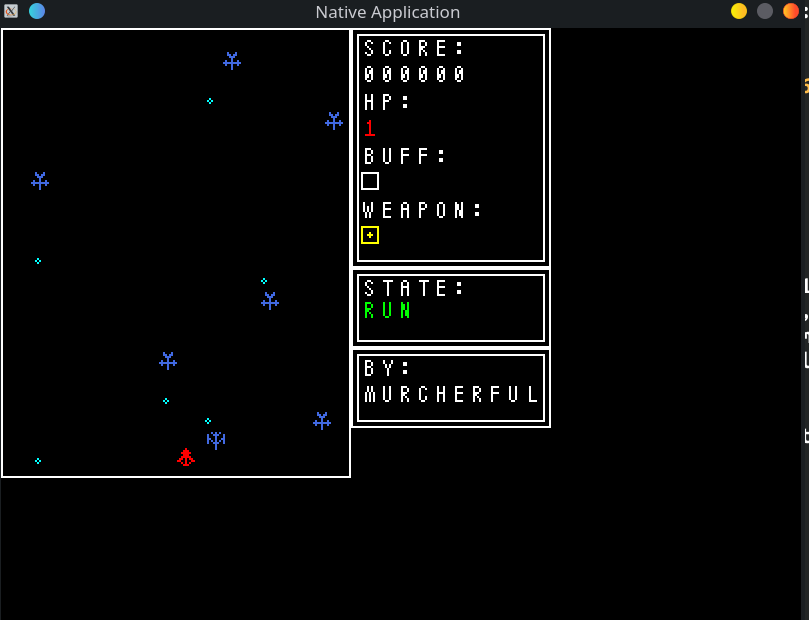 Native Application
SCORE:
000000
HP:
1
BUFF:
WEAPON:
STATE:
RUN
BY:
MURCHERFUL